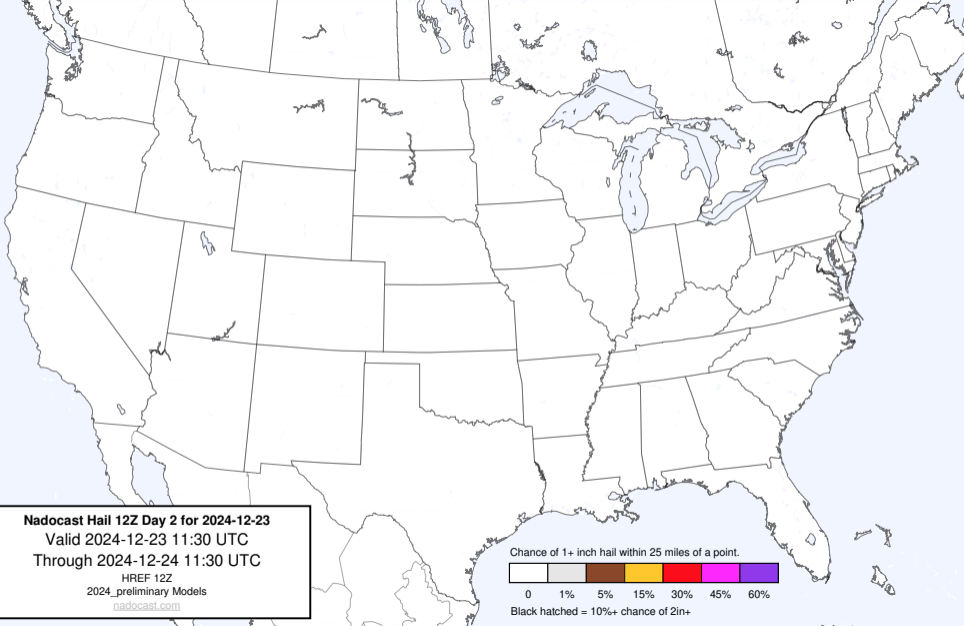 Nadocast Hail 12Z Day 2 for 2024-12-23
Valid 2024-12-23 11:30 UTC
Through 2024-12-24 11:30 UTC
HREF 12Z
2024_preliminary Models
nadocast.com
Chance of 1+ inch hail within 25 miles of a point.
0 1% 5% 15% 30% 45% 60%
Black hatched = 10%+ chance of 2in+